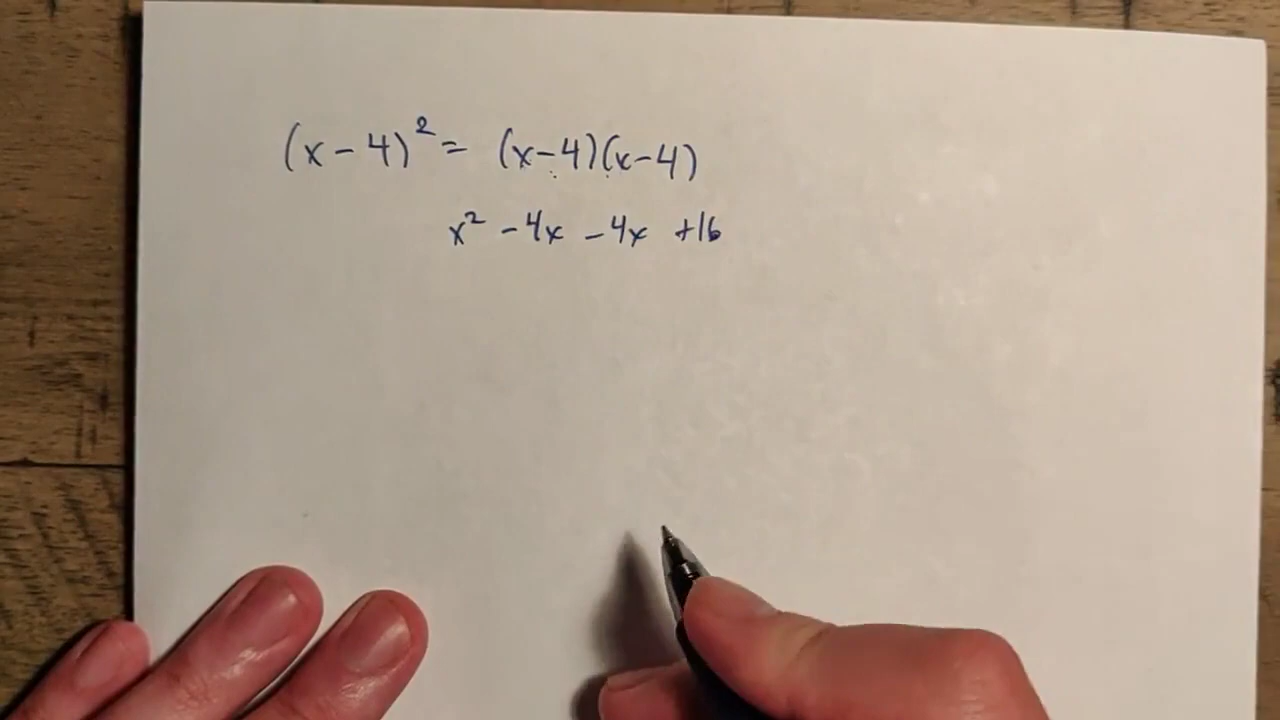 (x-4)² = (x-4)(x-4)
x² -4x -4x +16